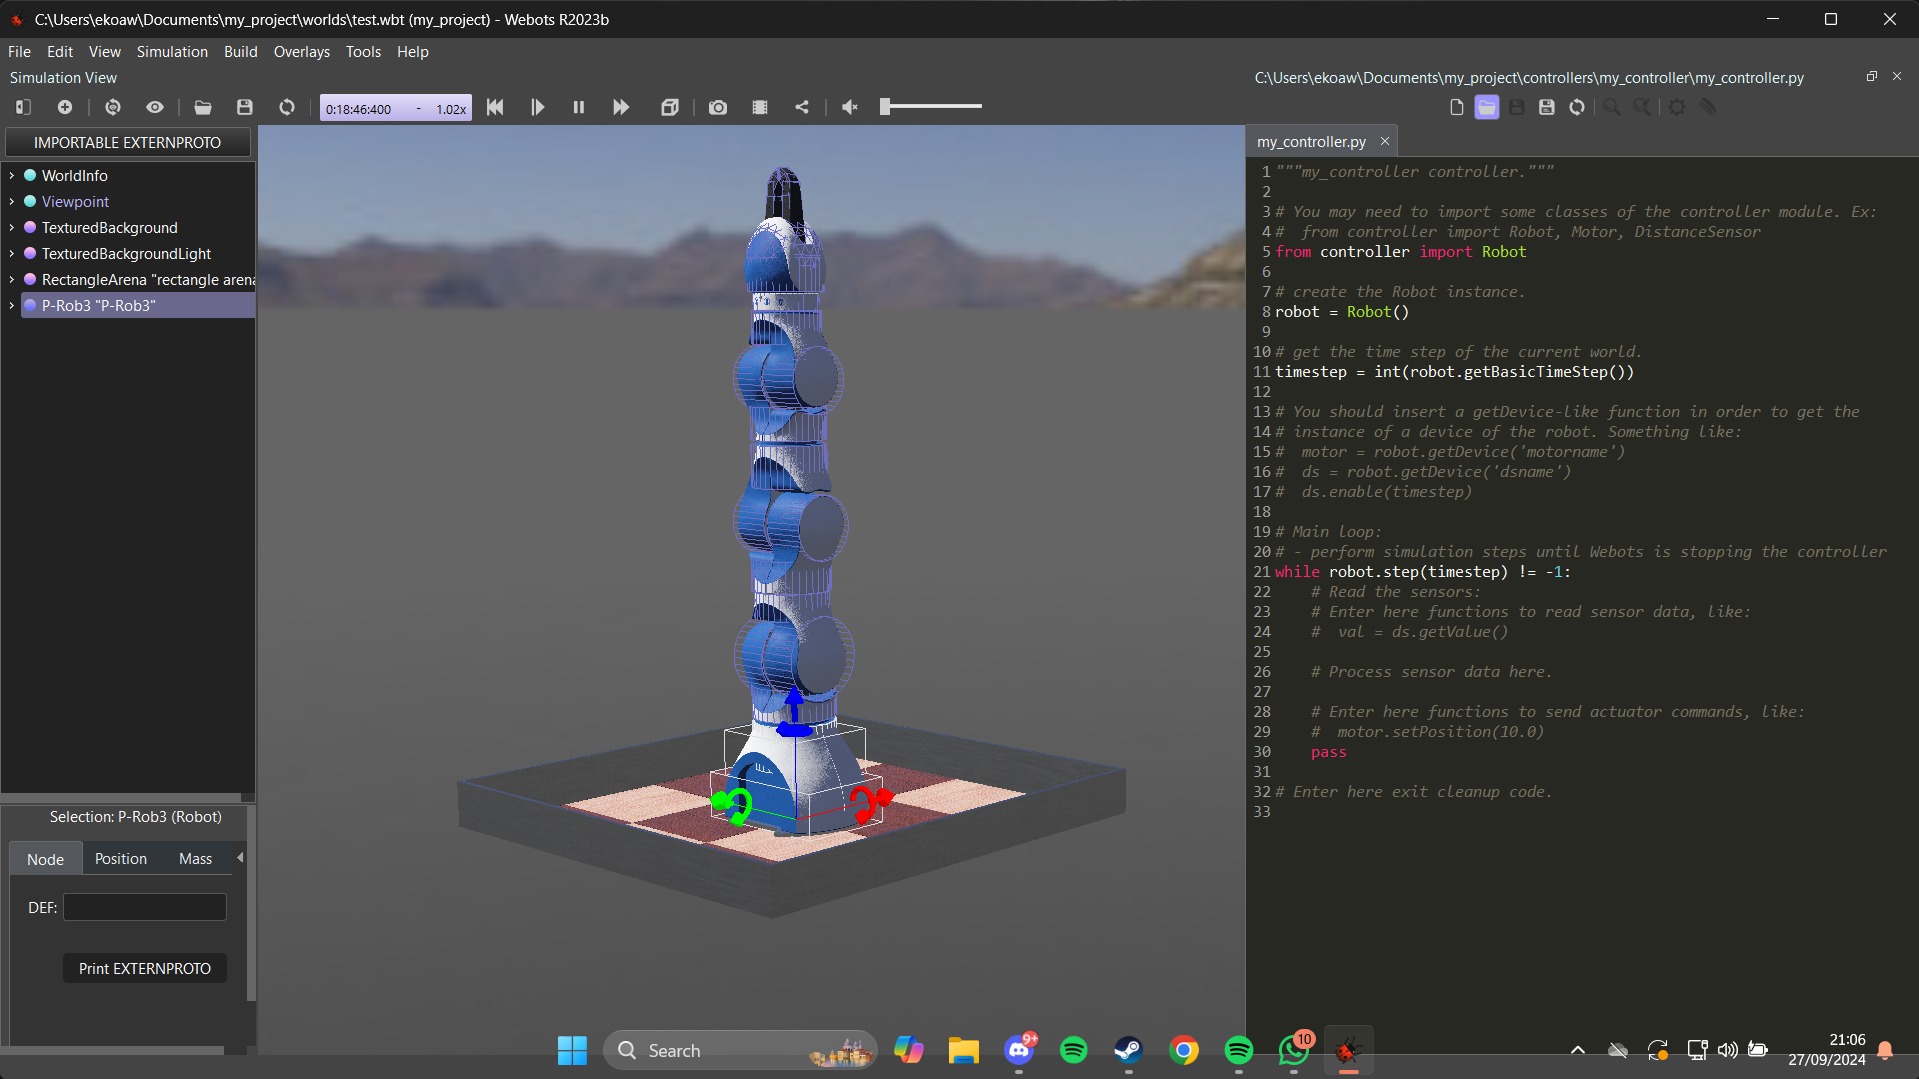 C:\Users\ekoaw\Documents\my_project\worlds\test.wbt (my_project) - Webots R2023b
File Edit View Simulation Build Overlays Tools Help
Simulation View
C:\Users\ekoaw\Documents\my_project\controllers\my_controller\my_controller.py
0:18:46:400 - 1.02x
IMPORTABLE EXTERNPROTO
WorldInfo
Viewpoint
TexturedBackground
TexturedBackgroundLight
RectangleArena "rectangle arena
P-Rob3 "P-Rob3"
Selection: P-Rob3 (Robot)
Node Position Mass
DEF:
Print EXTERNPROTO
my_controller.py
1 """my_controller controller."""
2
3 # You may need to import some classes of the controller module. Ex:
4 #  from controller import Robot, Motor, DistanceSensor
5 from controller import Robot
6
7 # create the Robot instance.
8 robot = Robot()
9
10 # get the time step of the current world.
11 timestep = int(robot.getBasicTimeStep())
12
13 # You should insert a getDevice-like function in order to get the
14 # instance of a device of the robot. Something like:
15 #  motor = robot.getDevice('motorname')
16 #  ds = robot.getDevice('dsname')
17 #  ds.enable(timestep)
18
19 # Main loop:
20 # - perform simulation steps until Webots is stopping the controller
21 while robot.step(timestep) != -1:
22     # Read the sensors:
23     # Enter here functions to read sensor data, like:
24     #  val = ds.getValue()
25
26     # Process sensor data here.
27
28     # Enter here functions to send actuator commands, like:
29     #  motor.setPosition(10.0)
30     pass
31
32 # Enter here exit cleanup code.
33
Search
9+
10
21:06
27/09/2024